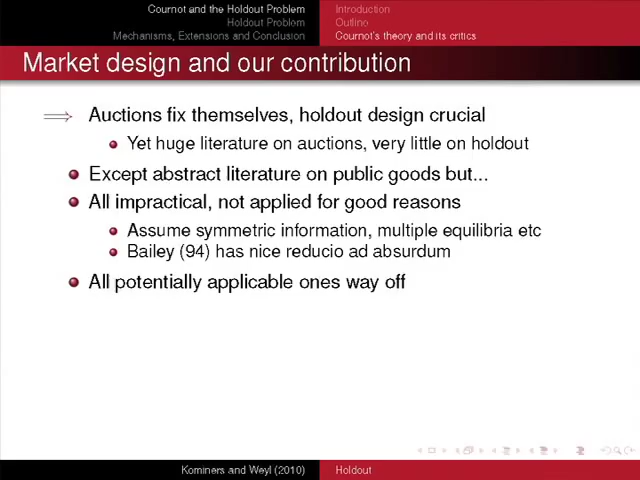 Cournot and the Holdout Problem
Holdout Problem
Mechanisms, Extensions and Conclusion
Introduction
Outline
Cournot's theory and its critics
Market design and our contribution
⟹ Auctions fix themselves, holdout design crucial
Yet huge literature on auctions, very little on holdout
Except abstract literature on public goods but...
All impractical, not applied for good reasons
Assume symmetric information, multiple equilibria etc
Bailey (94) has nice reducio ad absurdum
All potentially applicable ones way off
Kominers and Weyl (2010)
Holdout